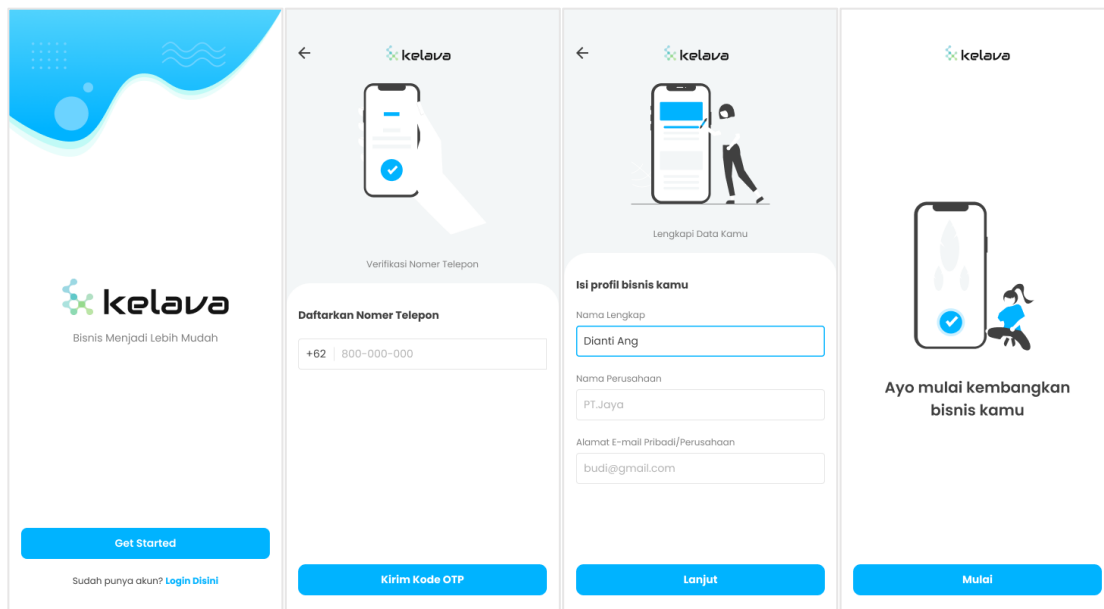 kelava
Bisnis Menjadi Lebih Mudah
Get Started
Sudah punya akun? Login Disini
kelava
Verifikasi Nomer Telepon
Daftarkan Nomer Telepon
+62 800-000-000
Kirim Kode OTP
kelava
Lengkapi Data Kamu
Isi profil bisnis kamu
Nama Lengkap
Dianti Ang
Nama Perusahaan
PT.Jaya
Alamat E-mail Pribadi/Perusahaan
budi@gmail.com
Lanjut
kelava
Ayo mulai kembangkan
bisnis kamu
Mulai